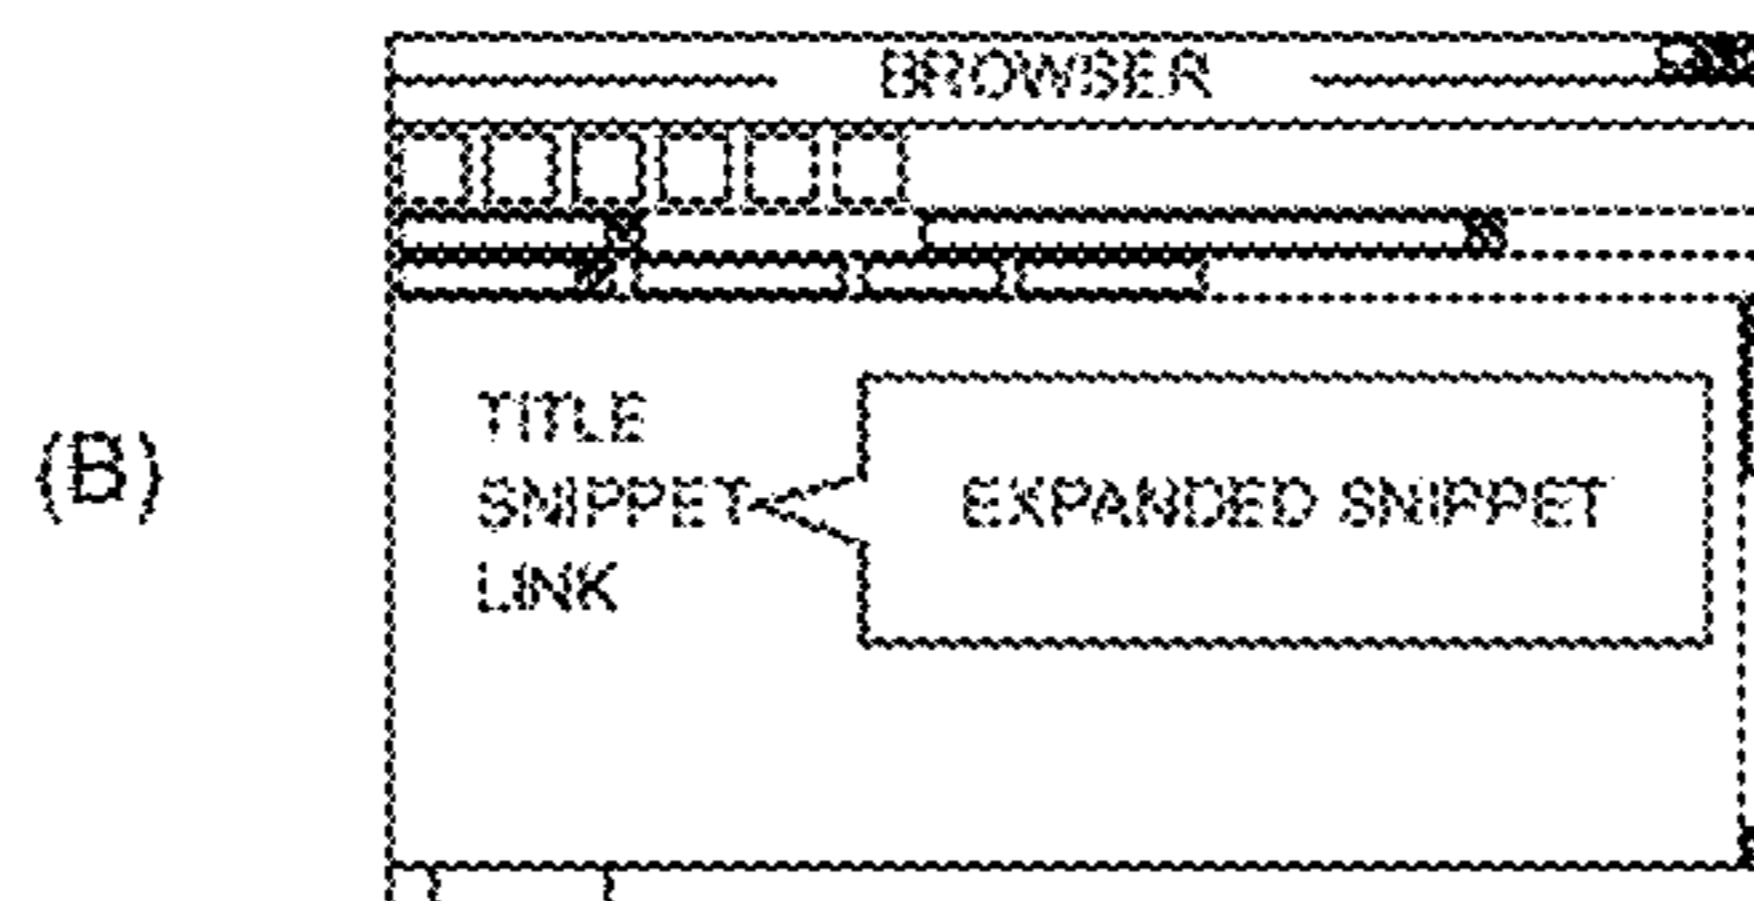 BROWSER
(B)
TITLE
SNIPPET
LINK
EXPANDED SNIPPET